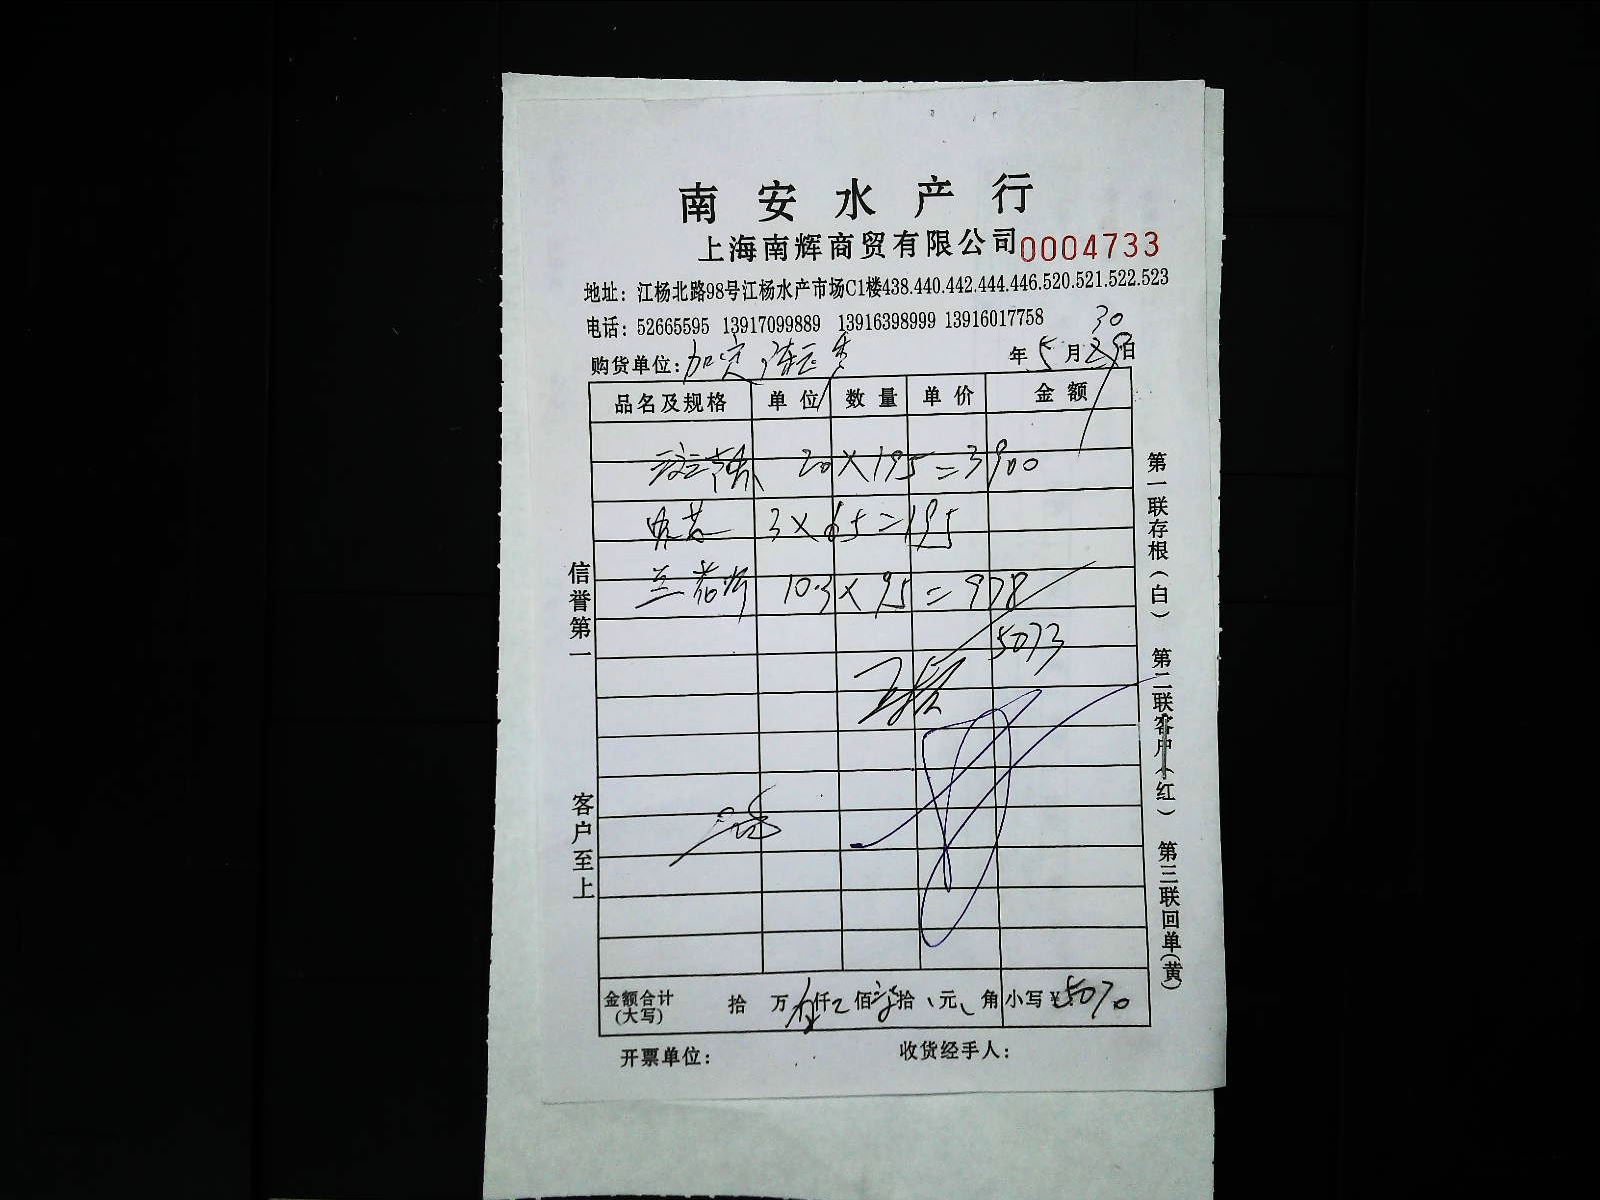 南安水产行
上海南辉商贸有限公司 0004733
地址：江杨北路98号江杨水产市场C1楼438.440.442.444.446.520.521.522.523
电话：52665595 13917099889 13916398999 13916017758
30
购货单位：加定 年5月29日
品名及规格 单位 数量 单价 金额
20×195=3900
3×65=195
10.3×95=978
5073
金额合计(大写) 拾 万 伍仟 佰 拾 元 角 小写¥5070
开票单位： 收货经手人：
信誉第一
客户至上
第一联存根(白) 第二联客户(红) 第三联回单(黄)